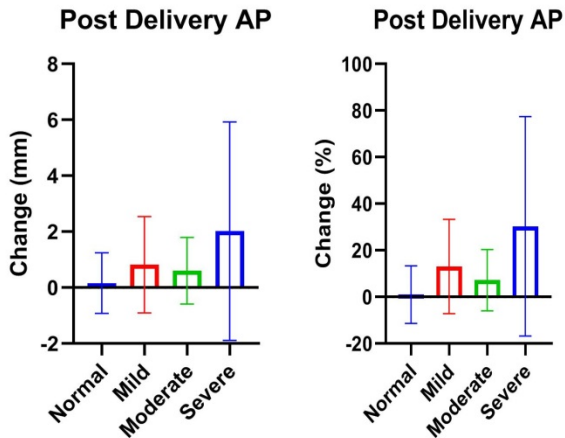 Post Delivery AP
Change (mm)
8
6
4
2
0
-2
Normal
Mild
Moderate
Severe
Post Delivery AP
Change (%)
100
80
60
40
20
0
-20
Normal
Mild
Moderate
Severe